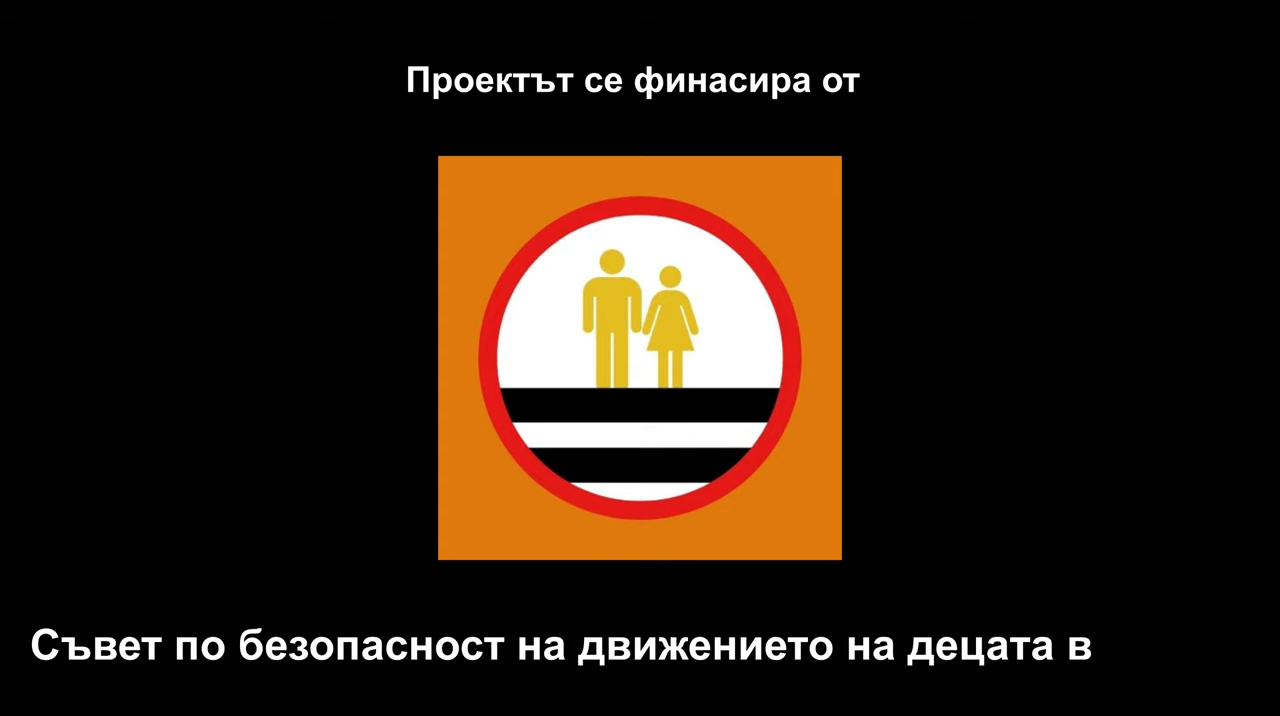 Проектът се финасира от
Съвет по безопасност на движението на децата в